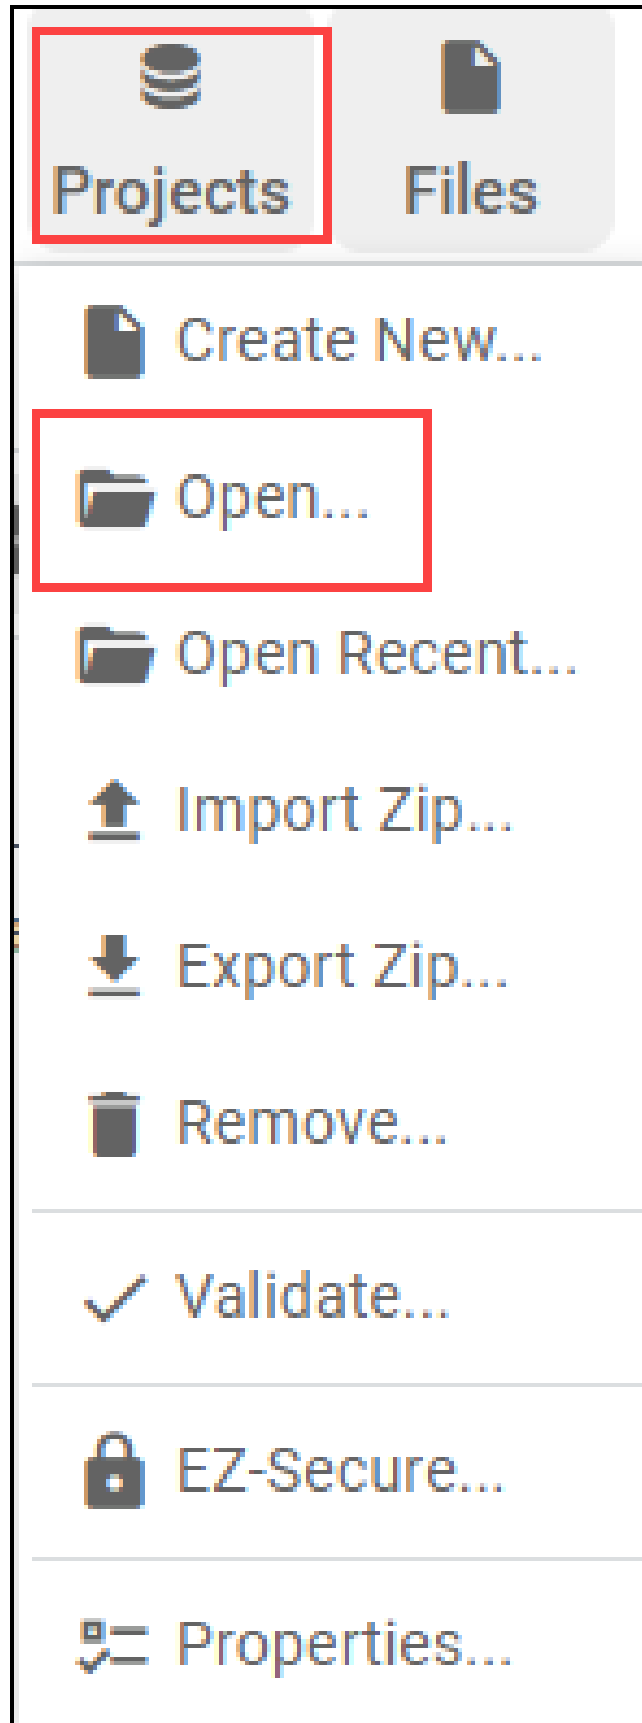 Projects
Files
Create New...
Open...
Open Recent...
Import Zip...
Export Zip...
Remove...
Validate...
EZ-Secure...
Properties...